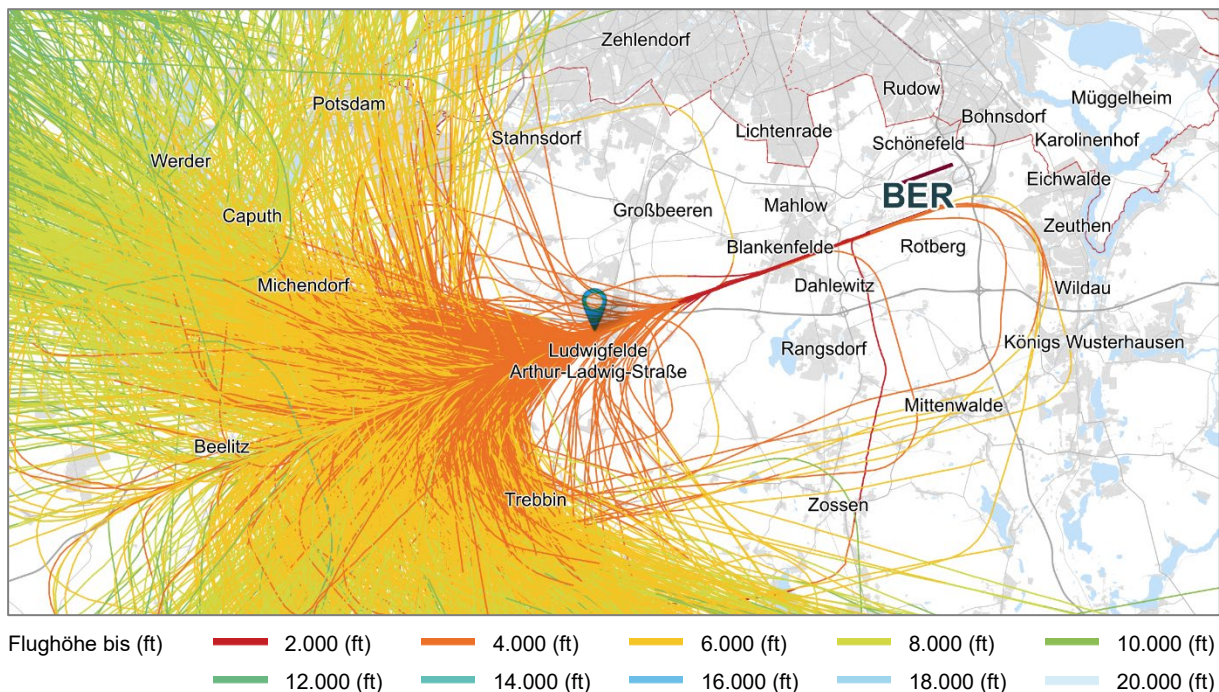 Zehlendorf
Rudow
Müggelheim
Potsdam
Bohnsdorf
Lichtenrade
Stahnsdorf
Schönefeld
Karolinenhof
Werder
Eichwalde
BER
Caputh
Großbeeren
Mahlow
Zeuthen
Blankenfelde
Rotberg
Michendorf
Dahlewitz
Wildau
Ludwigfelde
Arthur-Ladwig-Straße
Rangsdorf
Königs Wusterhausen
Mittenwalde
Beelitz
Trebbin
Zossen
Flughöhe bis (ft) 2.000 (ft) 4.000 (ft) 6.000 (ft) 8.000 (ft) 10.000 (ft)
12.000 (ft) 14.000 (ft) 16.000 (ft) 18.000 (ft) 20.000 (ft)